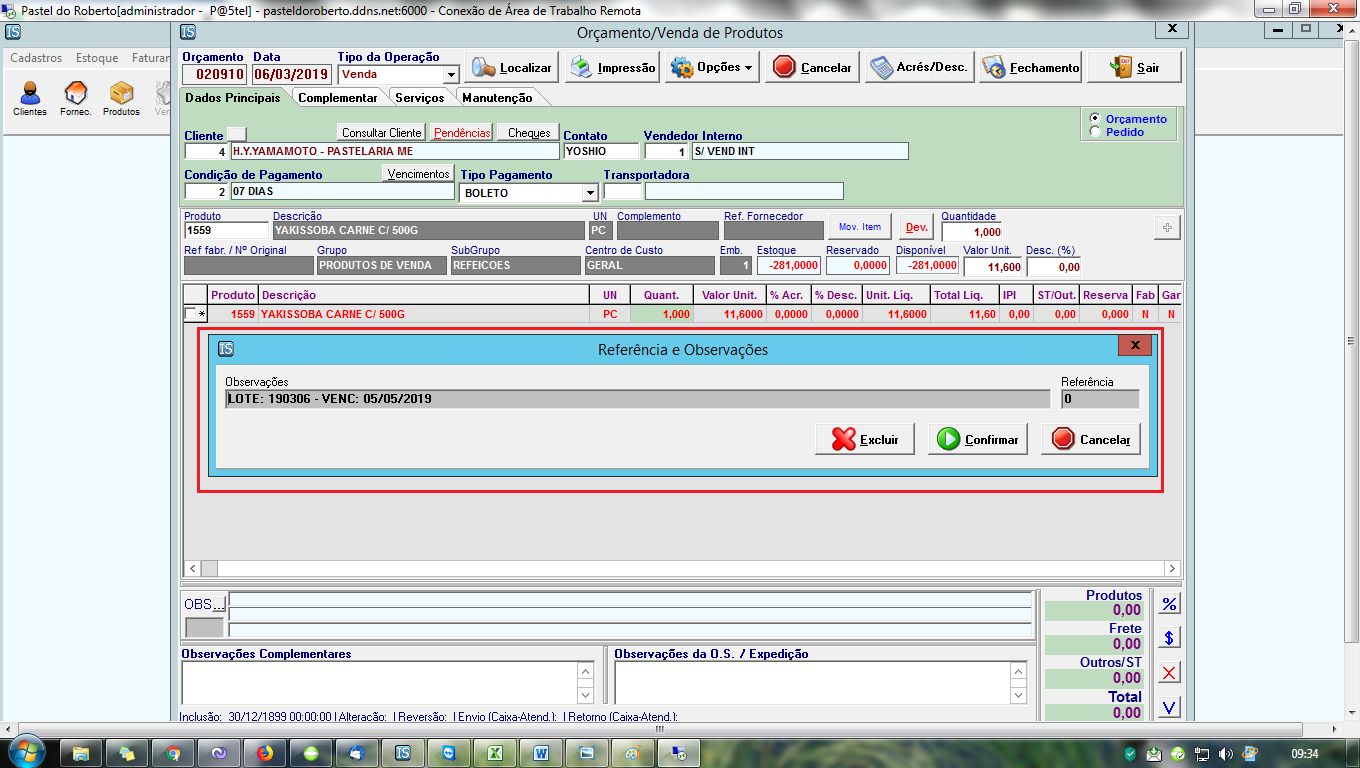 Pastel do Roberto[administrador - P@5tel] - pasteldoroberto.ddns.net:6000 - Conexão de Área de Trabalho Remota
IS
IS Orçamento/Venda de Produtos X
Cadastros Estoque Faturar
Clientes Fornec. Produtos
Orçamento Data Tipo da Operação
020910 06/03/2019 Venda Localizar Impressão Opções Cancelar Acrés/Desc. Fechamento Sair
Dados Principais Complementar Serviços Manutenção
Orçamento
Pedido
Cliente Consultar Cliente Pendências Cheques Contato Vendedor Interno
4 H.Y.YAMAMOTO - PASTELARIA ME YOSHIO 1 S/ VEND INT
Condição de Pagamento Vencimentos Tipo Pagamento Transportadora
2 07 DIAS BOLETO
Produto Descrição UN Complemento Ref. Fornecedor Mov. Item Dev. Quantidade
1559 YAKISSOBA CARNE C/ 500G PC 1,000
Ref fabr. / Nº Original Grupo SubGrupo Centro de Custo Emb. Estoque Reservado Disponível Valor Unit. Desc. (%)
PRODUTOS DE VENDA REFEICOES GERAL 1 -281,0000 0,0000 -281,0000 11,600 0,00
Produto Descrição UN Quant. Valor Unit. % Acr. % Desc. Unit. Líq. Total Liq. IPI ST/Out. Reserva Fab Gar
* 1559 YAKISSOBA CARNE C/ 500G PC 1,000 11,6000 0,0000 0,0000 11,6000 11,60 0,00 0,00 0,000 N N
IS Referência e Observações x
Observações Referência
LOTE: 190306 - VENC: 05/05/2019 0
Excluir Confirmar Cancelar
OBS...
Produtos
0,00 %
Frete
0,00 $
Outros/ST
0,00 X
Total
0,00 V
Observações Complementares Observações da O.S. / Expedição
Inclusão: 30/12/1899 00:00:00 | Alteração: | Reversão: | Envio (Caixa-Atend.): | Retorno (Caixa-Atend.):
09:34